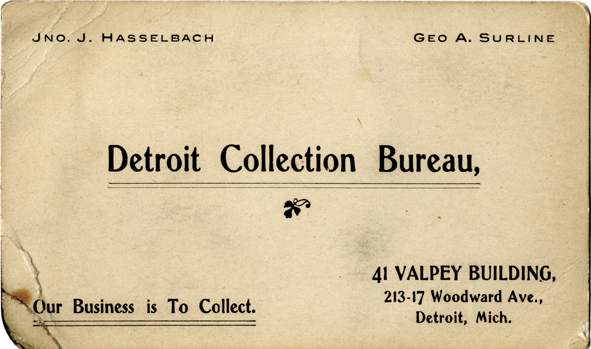 Jno. J. Hasselbach
Geo A. Surline
Detroit Collection Bureau,
41 VALPEY BUILDING,
213-17 Woodward Ave.,
Detroit, Mich.
Our Business is To Collect.